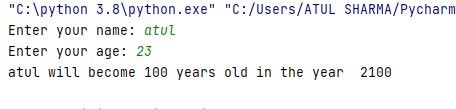 "C:\python 3.8\python.exe" "C:/Users/ATUL SHARMA/Pycharm
Enter your name: atul
Enter your age: 23
atul will become 100 years old in the year  2100